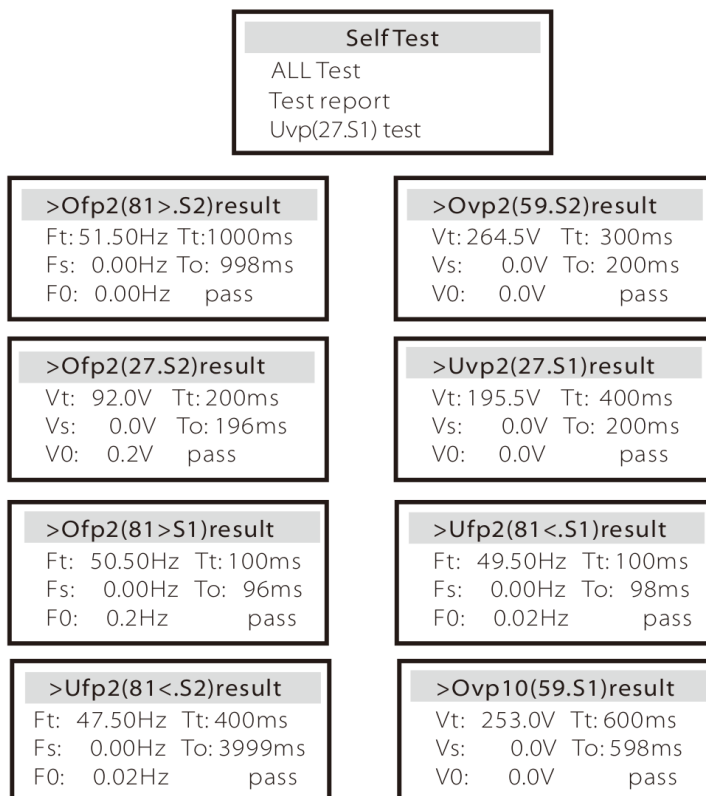 Self Test
ALL Test
Test report
Uvp(27.S1) test
>Ofp2(81>.S2)result
Ft: 51.50Hz Tt:1000ms
Fs: 0.00Hz To: 998ms
F0: 0.00Hz pass
>Ovp2(59.S2)result
Vt: 264.5V Tt: 300ms
Vs: 0.0V To: 200ms
V0: 0.0V pass
>Ofp2(27.S2)result
Vt: 92.0V Tt: 200ms
Vs: 0.0V To: 196ms
V0: 0.2V pass
>Uvp2(27.S1)result
Vt: 195.5V Tt: 400ms
Vs: 0.0V To: 200ms
V0: 0.0V pass
>Ofp2(81>S1)result
Ft: 50.50Hz Tt: 100ms
Fs: 0.00Hz To: 96ms
F0: 0.2Hz pass
>Ufp2(81<.S1)result
Ft: 49.50Hz Tt: 100ms
Fs: 0.00Hz To: 98ms
F0: 0.02Hz pass
>Ufp2(81<.S2)result
Ft: 47.50Hz Tt: 400ms
Fs: 0.00Hz To: 3999ms
F0: 0.02Hz pass
>Ovp10(59.S1)result
Vt: 253.0V Tt: 600ms
Vs: 0.0V To: 598ms
V0: 0.0V pass